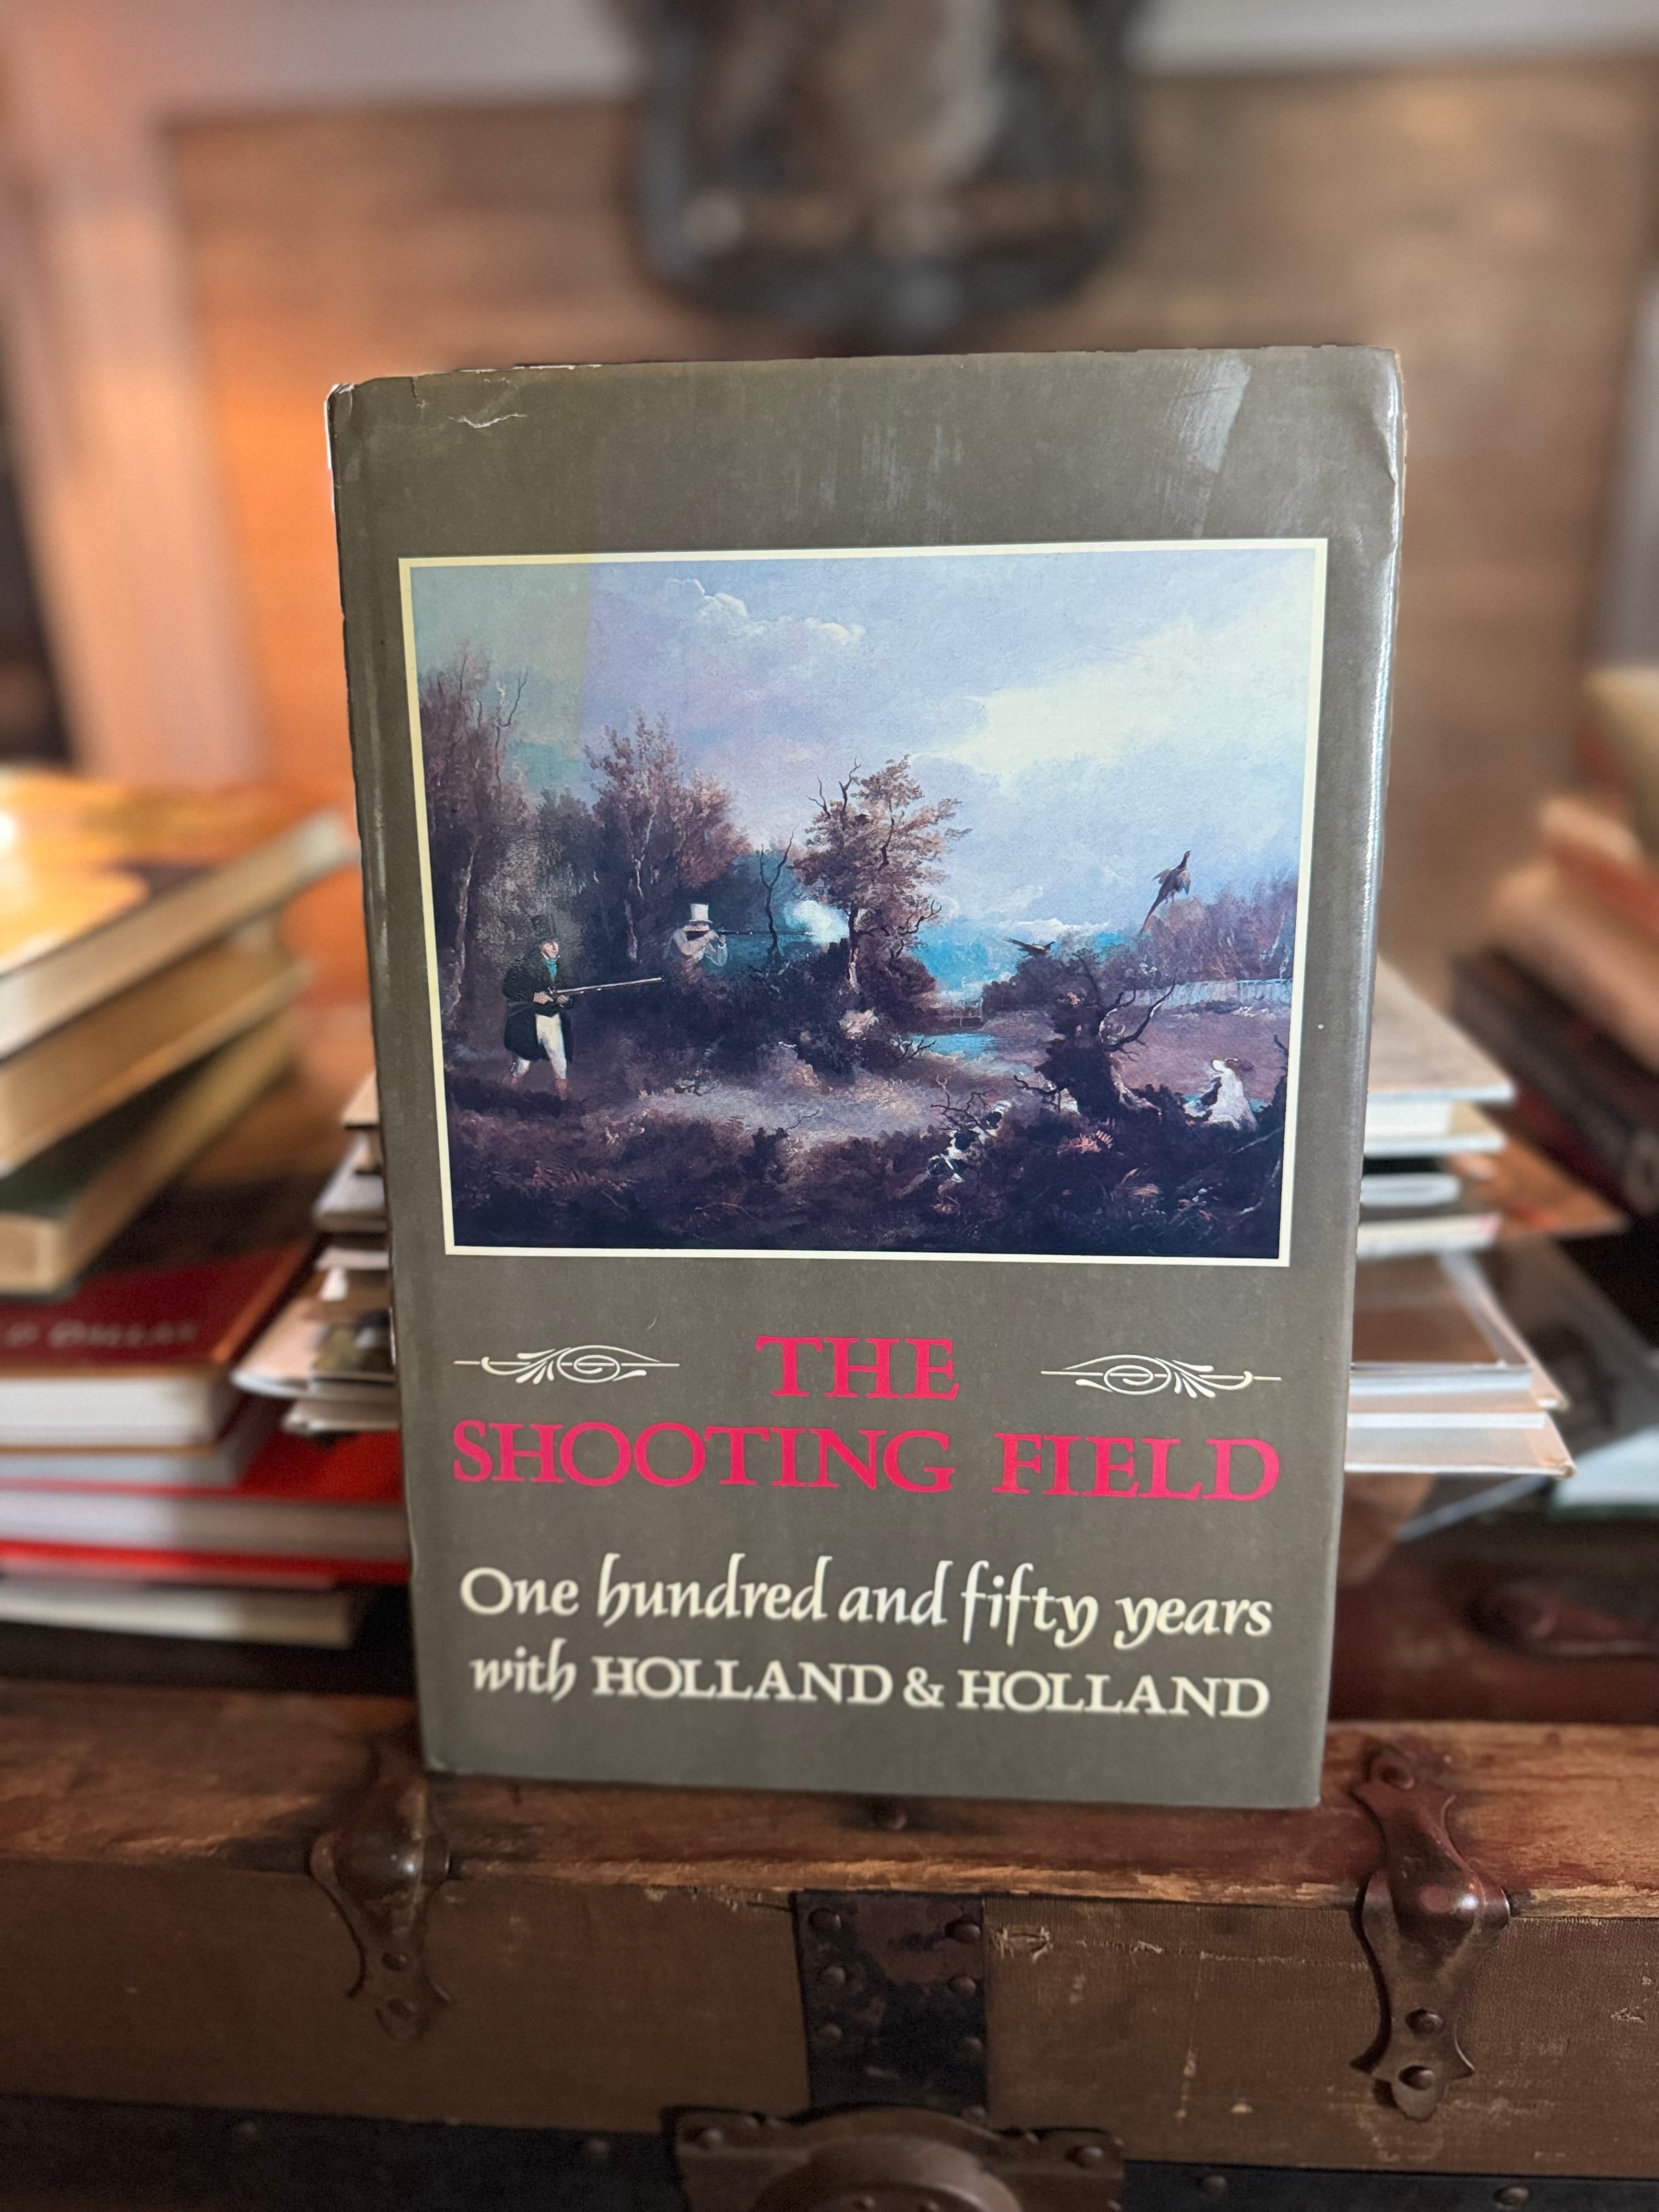 THE
SHOOTING FIELD
One hundred and fifty years
with HOLLAND & HOLLAND